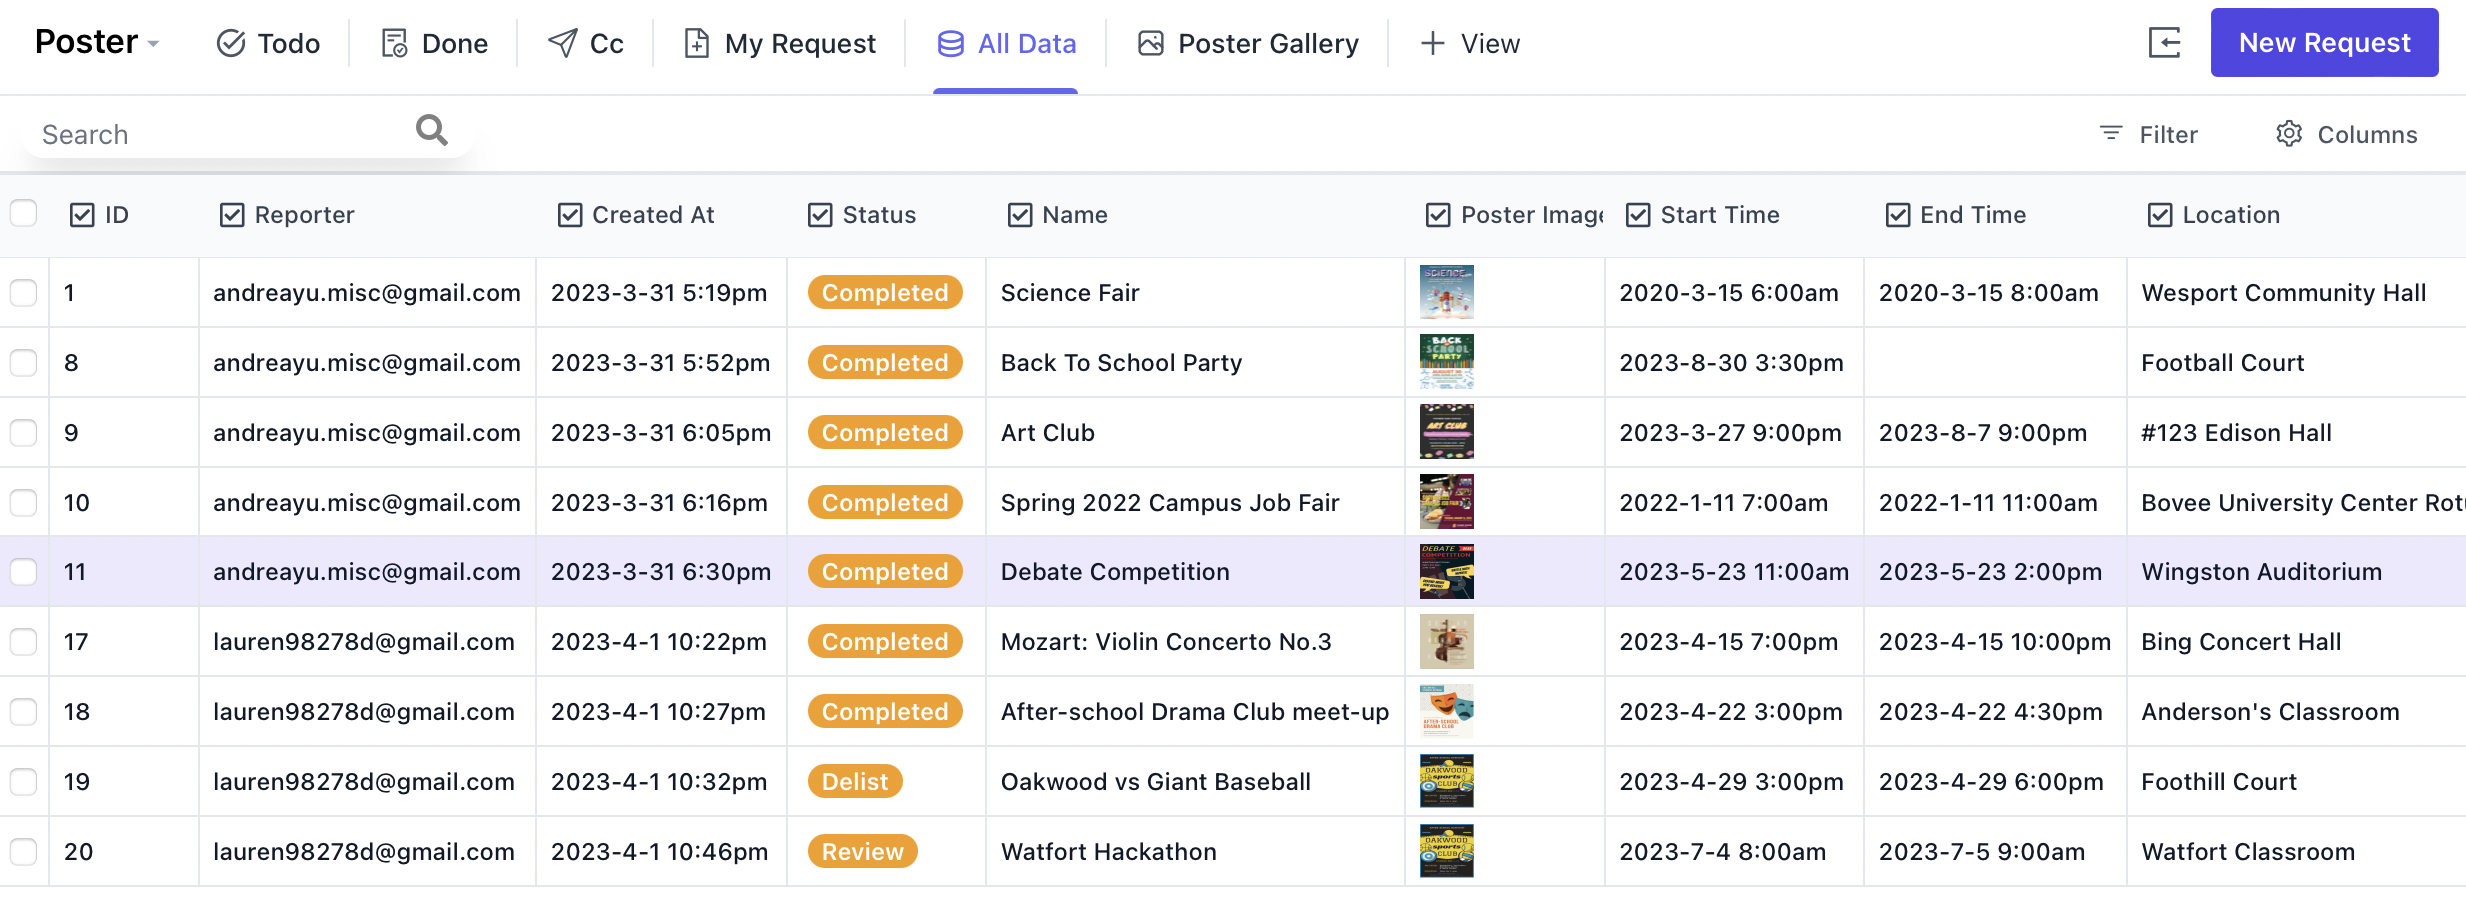 Poster Todo Done Cc My Request All Data Poster Gallery View New Request
Search Filter Columns
ID Reporter Created At Status Name Poster Image Start Time End Time Location
1 andreayu.misc@gmail.com 2023-3-31 5:19pm Completed Science Fair SCIENCE 2020-3-15 6:00am 2020-3-15 8:00am Wesport Community Hall
8 andreayu.misc@gmail.com 2023-3-31 5:52pm Completed Back To School Party BACK SCHOOL PARTY 2023-8-30 3:30pm Football Court
9 andreayu.misc@gmail.com 2023-3-31 6:05pm Completed Art Club ART CLUB 2023-3-27 9:00pm 2023-8-7 9:00pm #123 Edison Hall
10 andreayu.misc@gmail.com 2023-3-31 6:16pm Completed Spring 2022 Campus Job Fair 2022-1-11 7:00am 2022-1-11 11:00am Bovee University Center
11 andreayu.misc@gmail.com 2023-3-31 6:30pm Completed Debate Competition DEBATE COMPETITION 2023-5-23 11:00am 2023-5-23 2:00pm Wingston Auditorium
17 lauren98278d@gmail.com 2023-4-1 10:22pm Completed Mozart: Violin Concerto No.3 2023-4-15 7:00pm 2023-4-15 10:00pm Bing Concert Hall
18 lauren98278d@gmail.com 2023-4-1 10:27pm Completed After-school Drama Club meet-up AFTER-SCHOOL DRAMA CLUB 2023-4-22 3:00pm 2023-4-22 4:30pm Anderson's Classroom
19 lauren98278d@gmail.com 2023-4-1 10:32pm Delist Oakwood vs Giant Baseball OAKWOOD sports CLUB 2023-4-29 3:00pm 2023-4-29 6:00pm Foothill Court
20 lauren98278d@gmail.com 2023-4-1 10:46pm Review Watfort Hackathon OAKWOOD sports CLUB 2023-7-4 8:00am 2023-7-5 9:00am Watfort Classroom